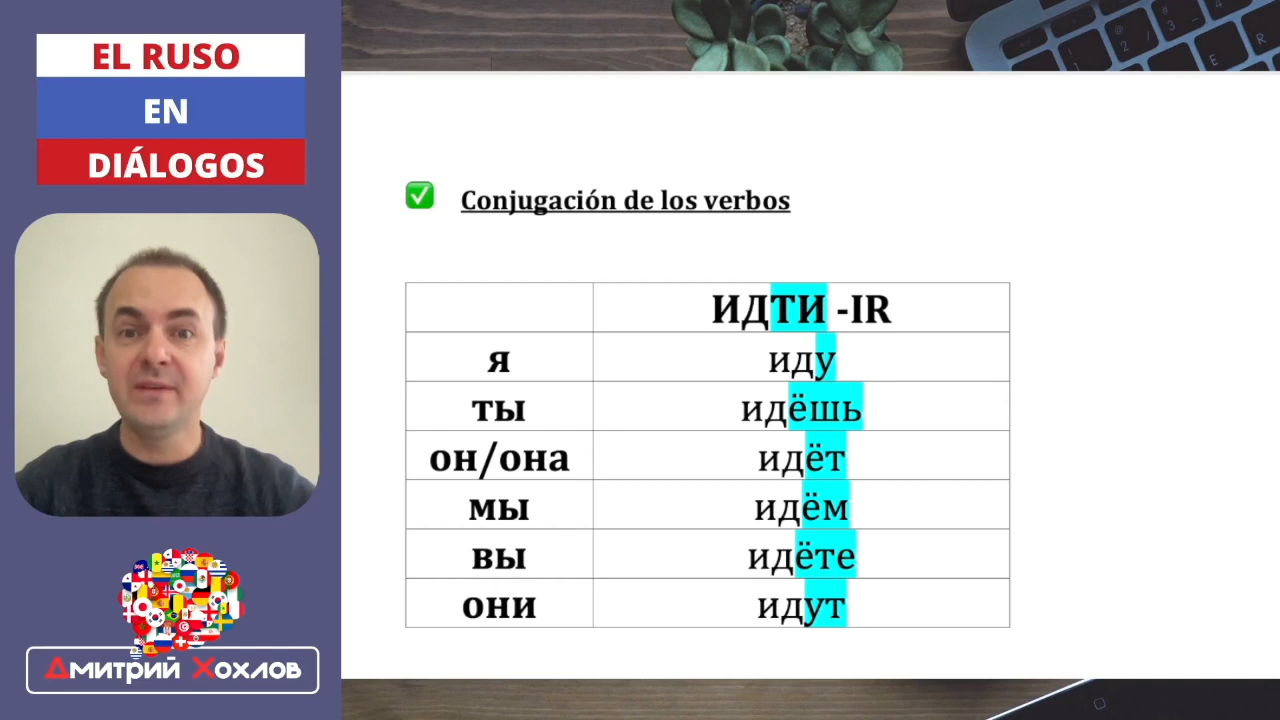 EL RUSO
EN
DIÁLOGOS
Дмитрий Хохлов
✅ Conjugación de los verbos
ИДТИ -IR
я иду
ты идёшь
он/она идёт
мы идём
вы идёте
они идут